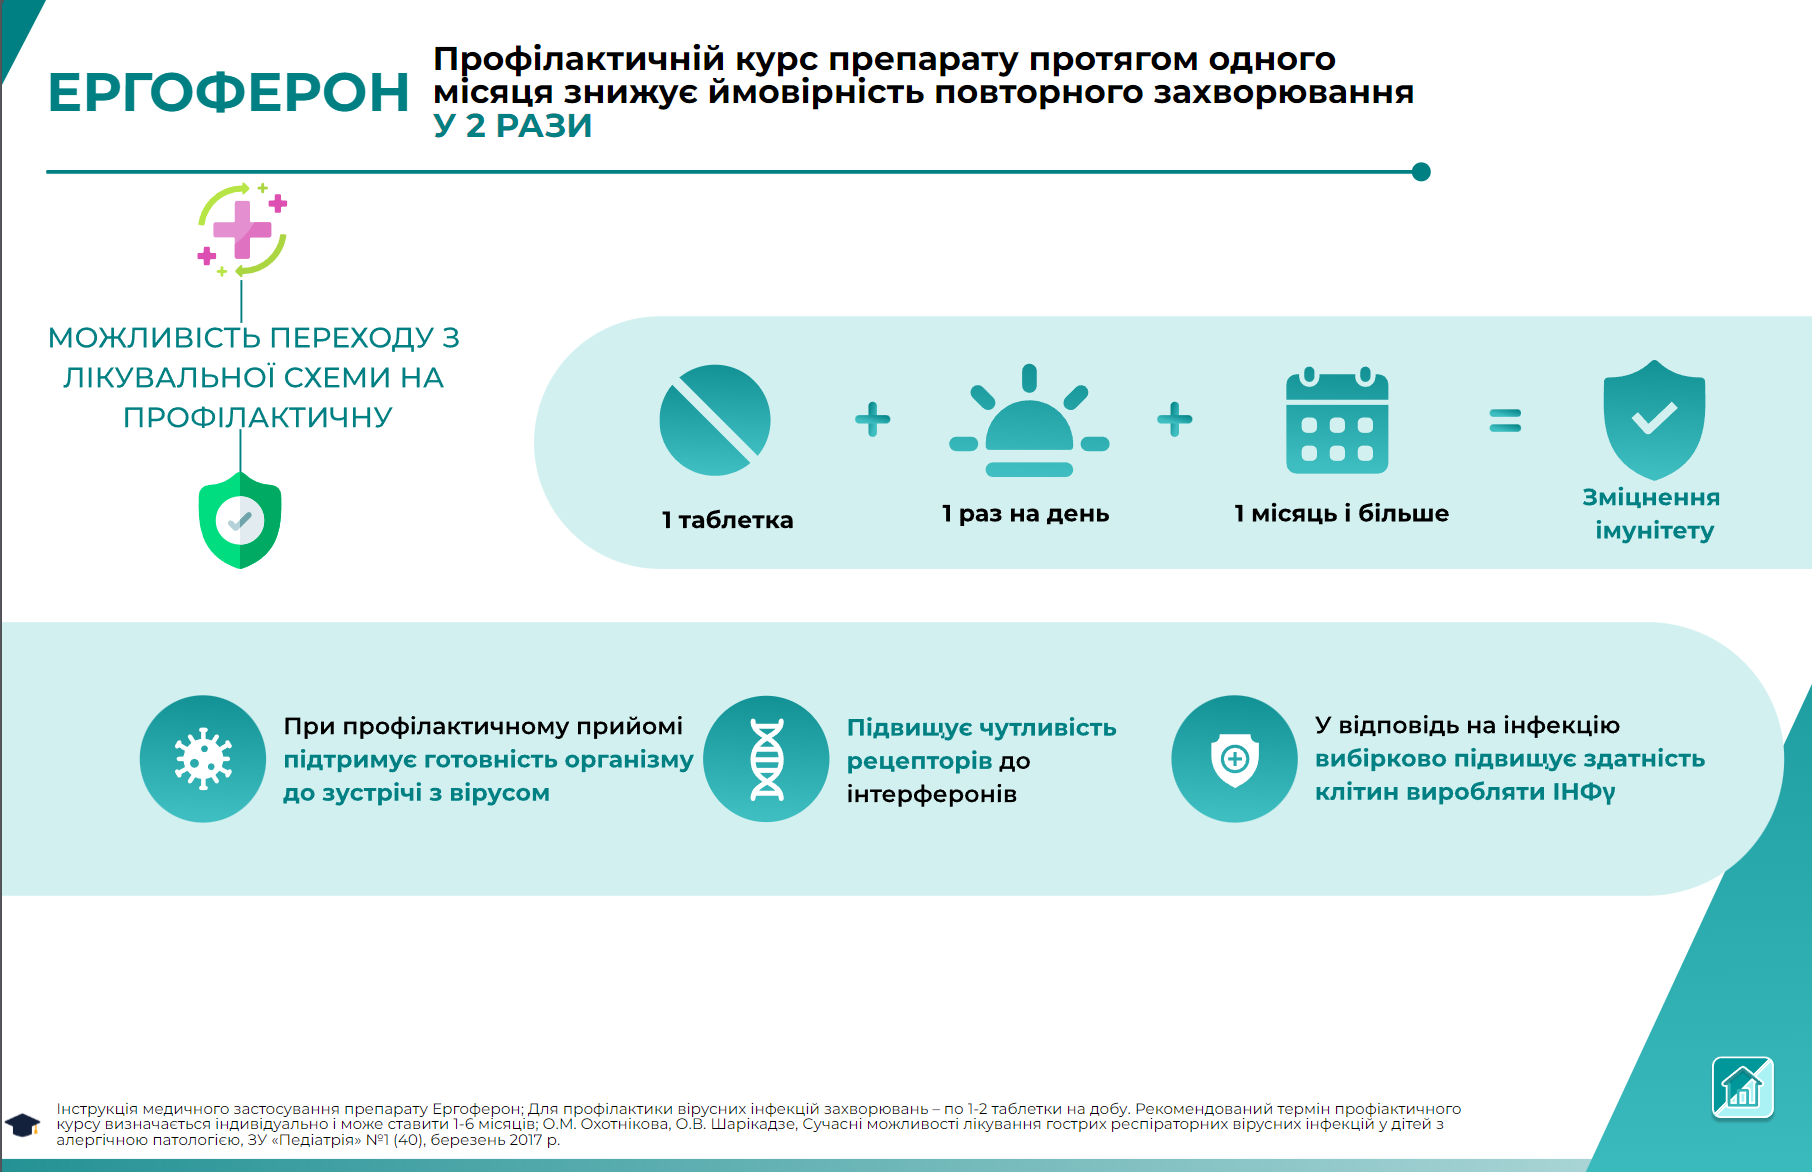 ЕРГОФЕРОН
Профілактичній курс препарату протягом одного
місяця знижує ймовірність повторного захворювання
У 2 РАЗИ
МОЖЛИВІСТЬ ПЕРЕХОДУ З
ЛІКУВАЛЬНОЇ СХЕМИ НА
ПРОФІЛАКТИЧНУ
1 таблетка
+
1 раз на день
+
1 місяць і більше
=
Зміцнення
імунітету
При профілактичному прийомі
підтримує готовність організму
до зустрічі з вірусом
Підвищує чутливість
рецепторів до
інтерферонів
У відповідь на інфекцію
вибірково підвищує здатність
клітин виробляти ІНФγ
Інструкція медичного застосування препарату Ергоферон; Для профілактики вірусних інфекцій захворювань – по 1-2 таблетки на добу. Рекомендований термін профіактичного
курсу визначається індивідуально і може ставити 1-6 місяців; О.М. Охотнікова, О.В. Шарікадзе, Сучасні можливості лікування гострих респіраторних вірусних інфекцій у дітей з
алергічною патологією, ЗУ «Педіатрія» №1 (40), березень 2017 р.